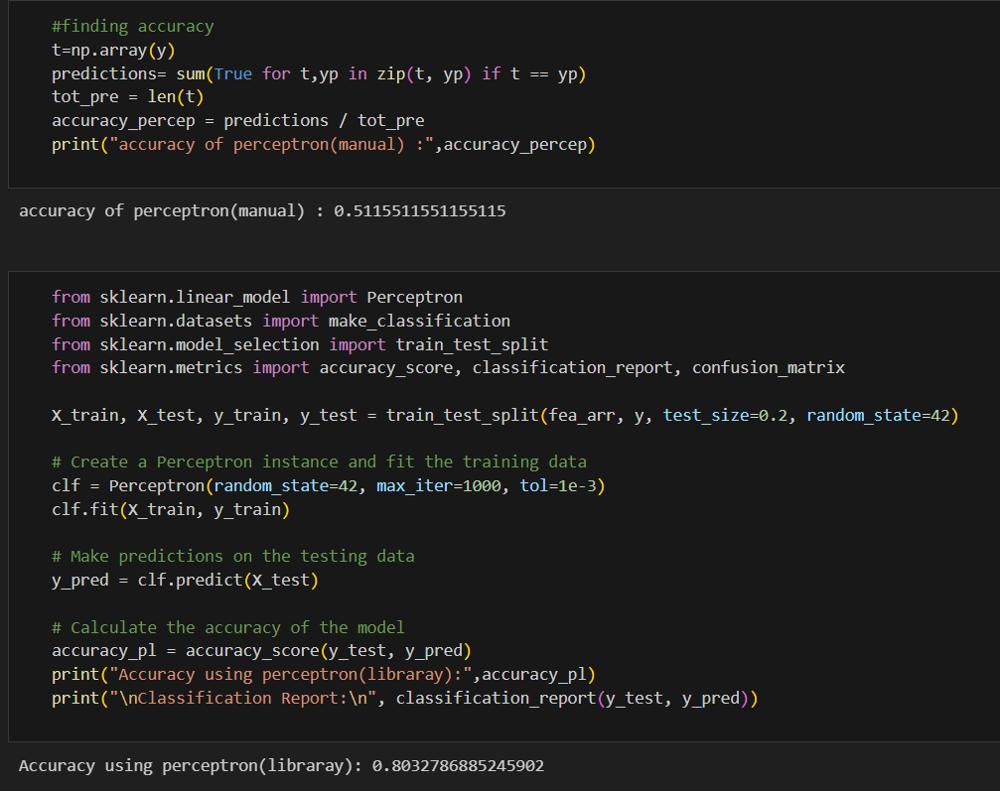 #finding accuracy
t=np.array(y)
predictions= sum(True for t,yp in zip(t, yp) if t == yp)
tot_pre = len(t)
accuracy_percep = predictions / tot_pre
print("accuracy of perceptron(manual) :",accuracy_percep)
accuracy of perceptron(manual) : 0.5115511551155115
from sklearn.linear_model import Perceptron
from sklearn.datasets import make_classification
from sklearn.model_selection import train_test_split
from sklearn.metrics import accuracy_score, classification_report, confusion_matrix
X_train, X_test, y_train, y_test = train_test_split(fea_arr, y, test_size=0.2, random_state=42)
# Create a Perceptron instance and fit the training data
clf = Perceptron(random_state=42, max_iter=1000, tol=1e-3)
clf.fit(X_train, y_train)
# Make predictions on the testing data
y_pred = clf.predict(X_test)
# Calculate the accuracy of the model
accuracy_pl = accuracy_score(y_test, y_pred)
print("Accuracy using perceptron(libraray):",accuracy_pl)
print("\nClassification Report:\n", classification_report(y_test, y_pred))
Accuracy using perceptron(libraray): 0.8032786885245902